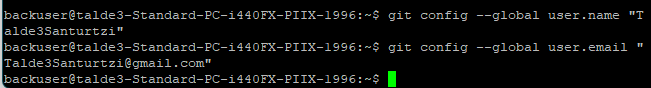 backuser@talde3-Standard-PC-i440FX-PIIX-1996:~$ git config --global user.name "T
alde3Santurtzi"
backuser@talde3-Standard-PC-i440FX-PIIX-1996:~$ git config --global user.email "
Talde3Santurtzi@gmail.com"
backuser@talde3-Standard-PC-i440FX-PIIX-1996:~$